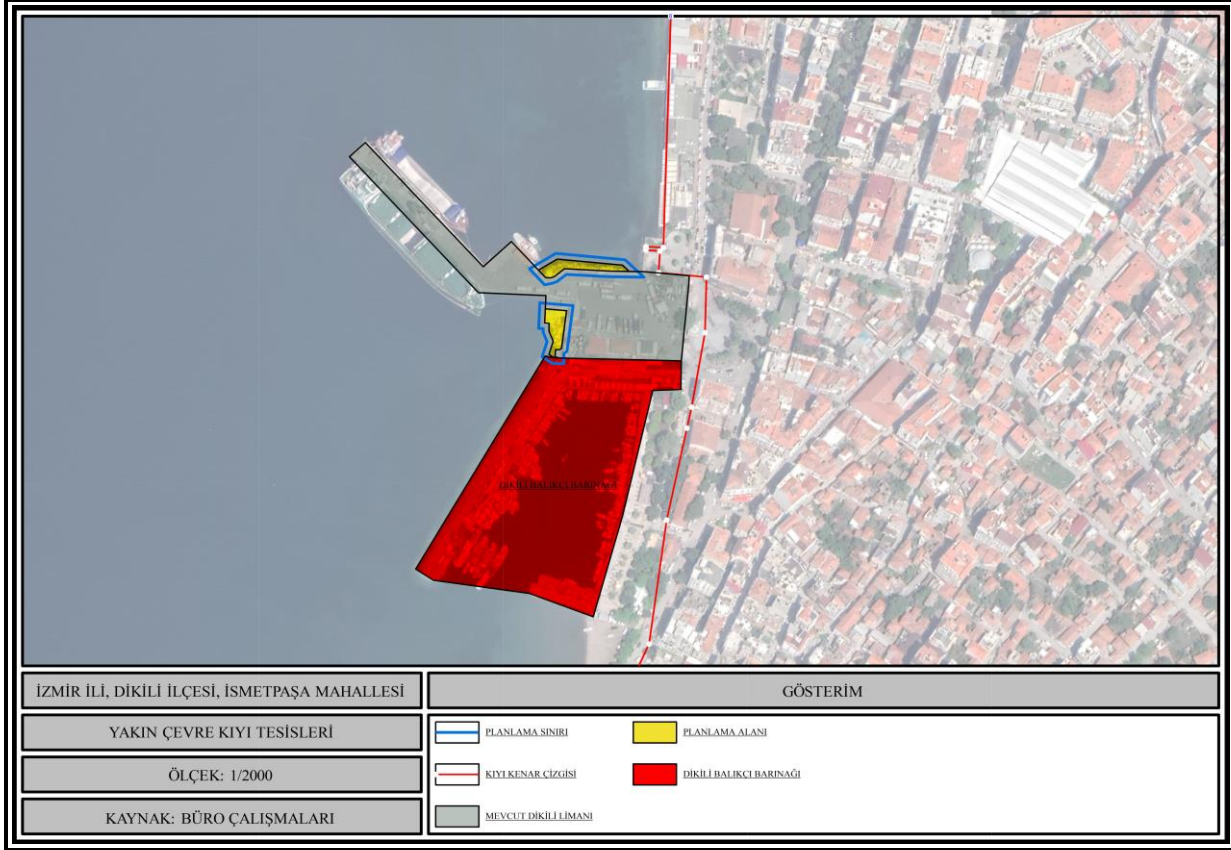 DİKİLİ BALIKÇI BARINAĞI
İZMİR İLİ, DİKİLİ İLÇESİ, İSMETPAŞA MAHALLESİ
YAKIN ÇEVRE KIYI TESİSLERİ
ÖLÇEK: 1/2000
KAYNAK: BÜRO ÇALIŞMALARI
GÖSTERİM
PLANLAMA SINIRI
PLANLAMA ALANI
KIYI KENAR ÇİZGİSİ
DİKİLİ BALIKÇI BARINAĞI
MEVCUT DİKİLİ LİMANI